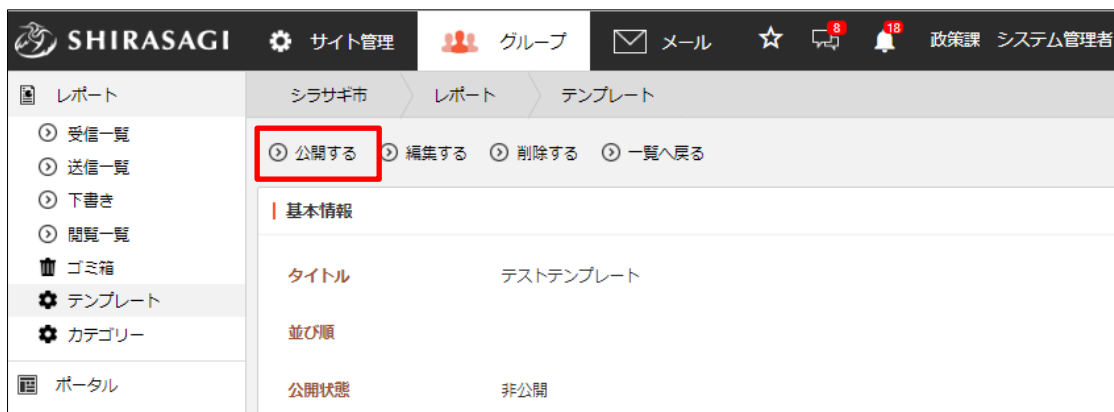 SHIRASAGI サイト管理 グループ メール 8 18 政策課 システム管理者
レポート
受信一覧
送信一覧
下書き
閲覧一覧
ゴミ箱
テンプレート
カテゴリー
ポータル
シラサギ市 レポート テンプレート
公開する 編集する 削除する 一覧へ戻る
基本情報
タイトル テストテンプレート
並び順
公開状態 非公開